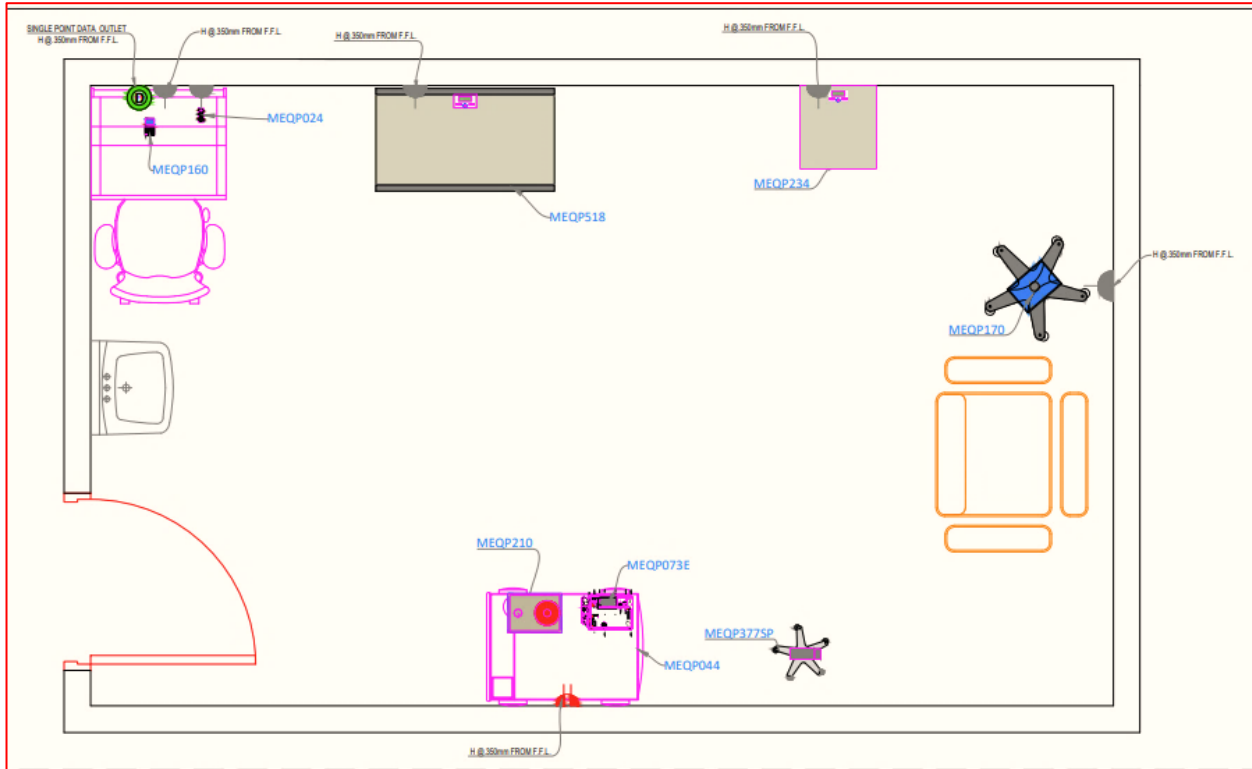 SINGLE POINT DATA OUTLET
H @ 350mm FROM F.F.L.
H @ 350mm FROM F.F.L.
H @ 350mm FROM F.F.L.
H @ 350mm FROM F.F.L.
D
MEQP024
MEQP160
MEQP234
MEQP518
H @ 350mm FROM F.F.L.
MEQP170
MEQP210
MEQP073E
MEQP377SP
MEQP044
H @ 350mm FROM F.F.L.